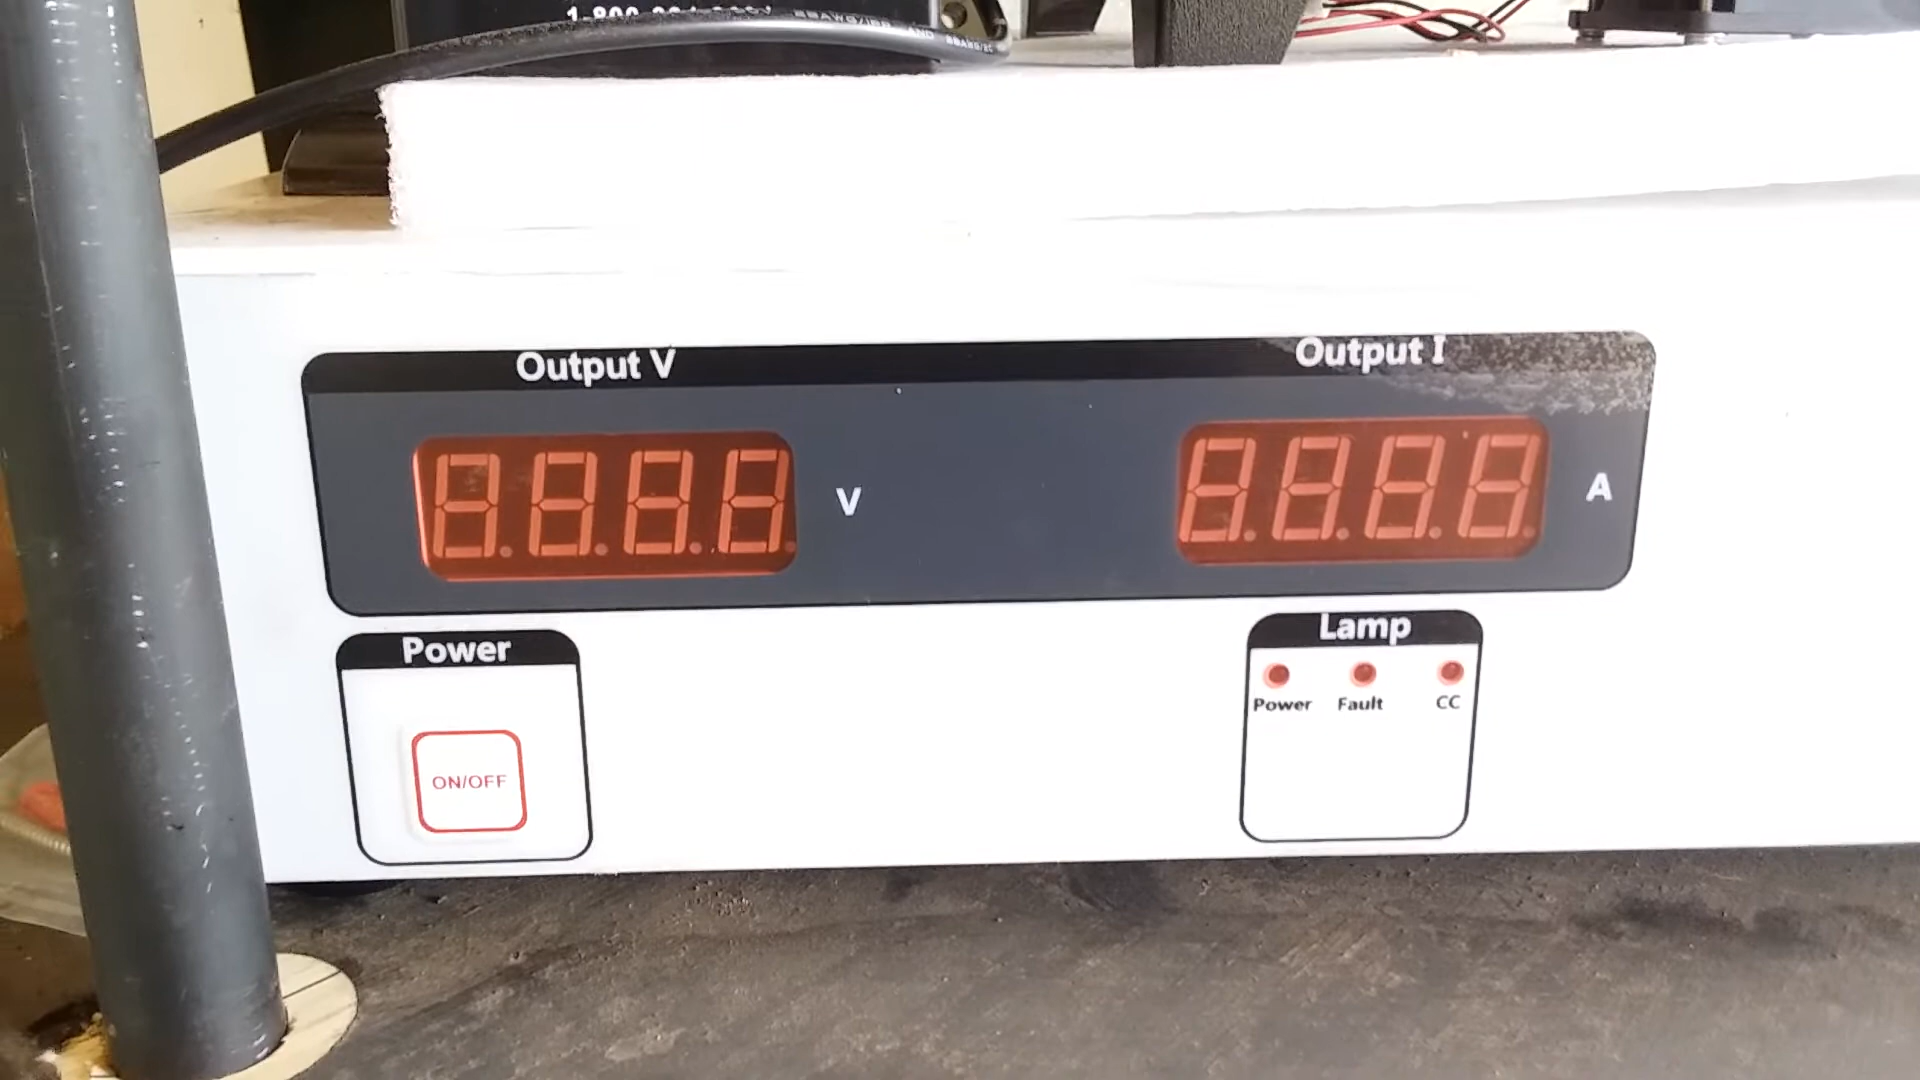 Output V
Output I
V
A
Power
ON/OFF
Lamp
Power
Fault
CC